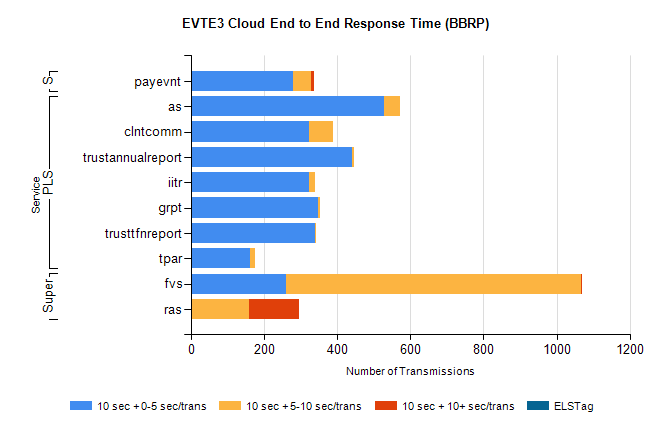 EVTE3 Cloud End to End Response Time (BBRP)
Service
S
PLS
Super
payevnt
as
clntcomm
trustannualreport
iitr
grpt
trusttfnreport
tpar
fvs
ras
0 200 400 600 800 1000 1200
Number of Transmissions
10 sec +0-5 sec/trans 10 sec +5-10 sec/trans 10 sec + 10+ sec/trans ELSTag